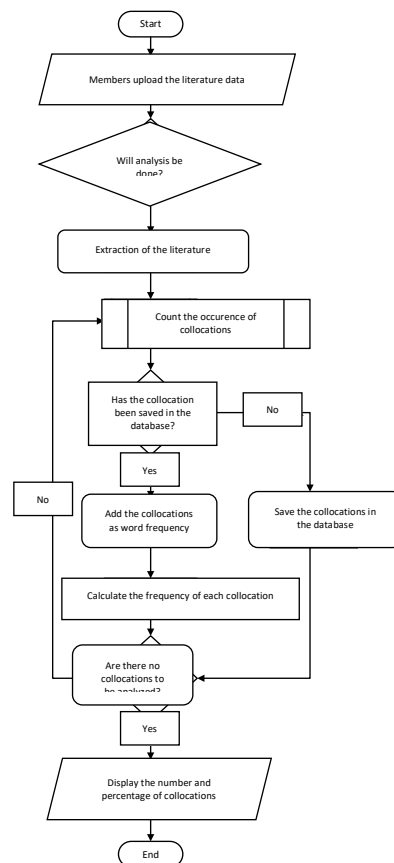 Start
Members upload the literature data
Will analysis be
done?
Extraction of the literature
Count the occurence of
collocations
Has the collocation
been saved in the
database?
No
Yes
No
Add the collocations
as word frequency
Save the collocations in
the database
Calculate the frequency of each collocation
Are there no
collocations to
be analyzed?
Yes
Display the number and
percentage of collocations
End